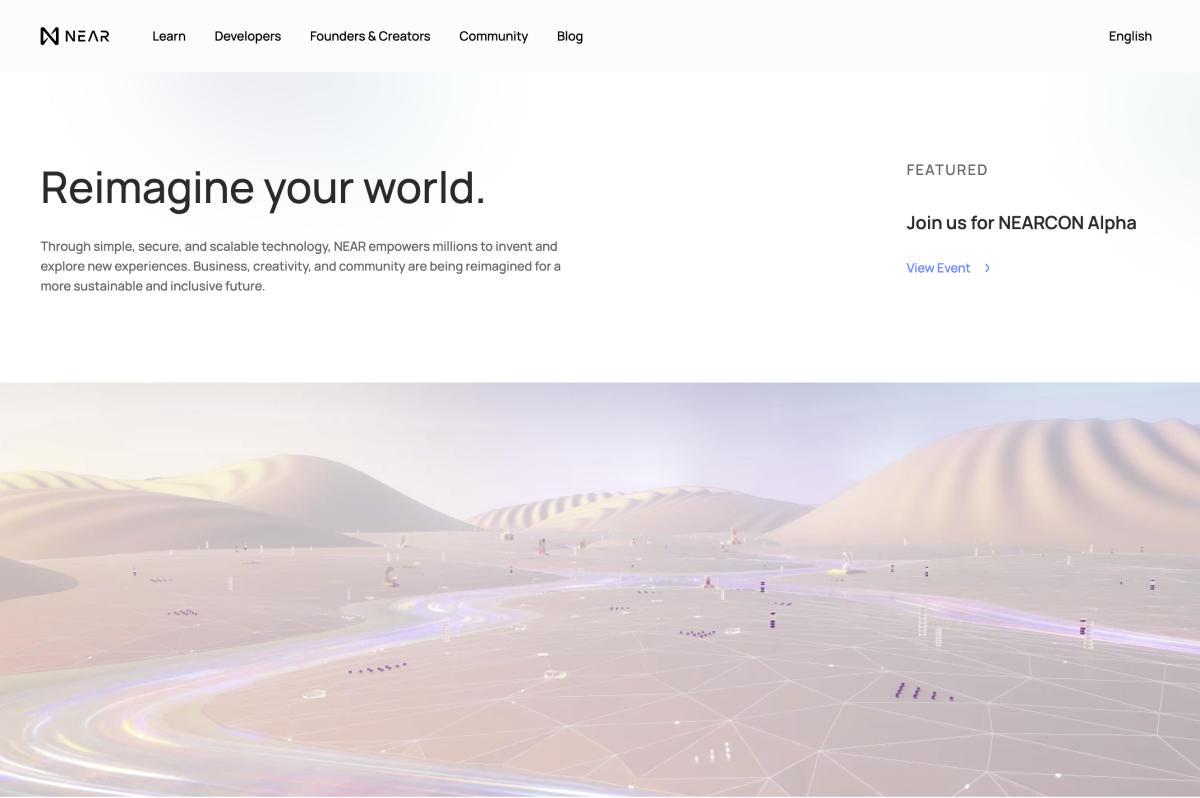 NEAR
Learn
Developers
Founders & Creators
Community
Blog
English
Reimagine your world.
Through simple, secure, and scalable technology, NEAR empowers millions to invent and
explore new experiences. Business, creativity, and community are being reimagined for a
more sustainable and inclusive future.
FEATURED
Join us for NEARCON Alpha
View Event